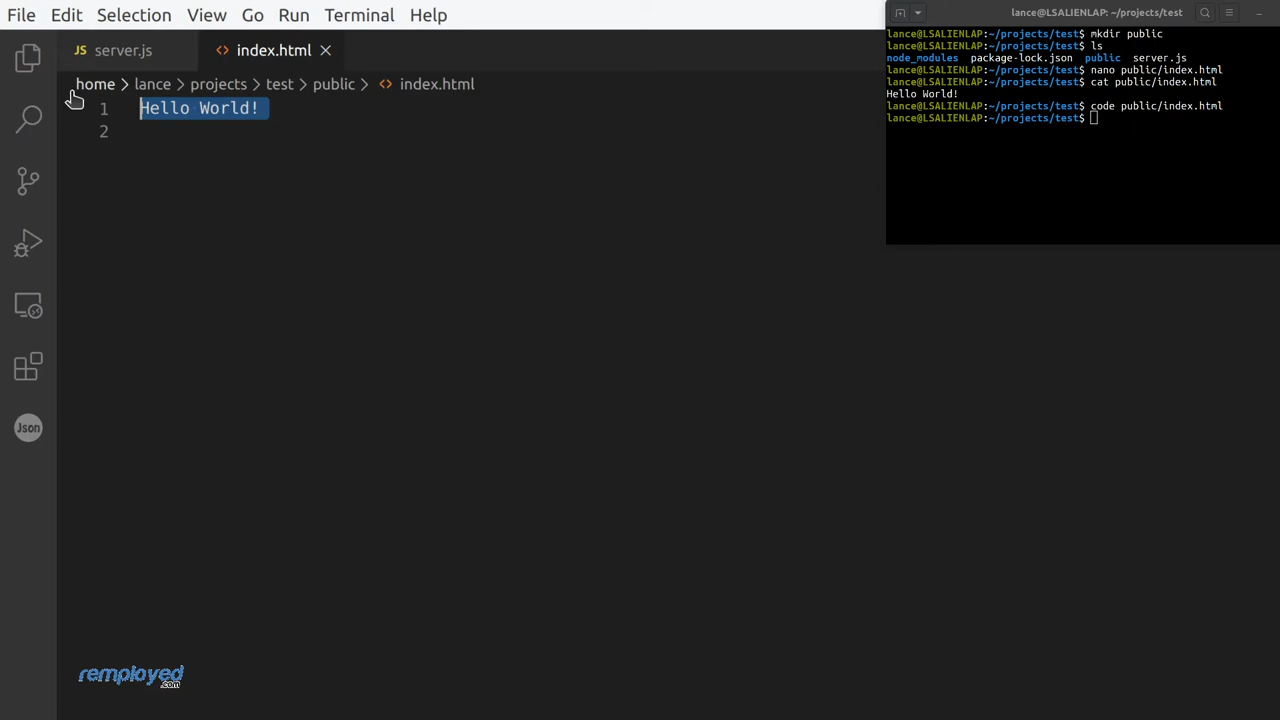 File Edit Selection View Go Run Terminal Help
JS server.js <> index.html
home > lance > projects > test > public > <> index.html
1 Hello World!
2
Json
remployed
.com
lance@LSALIENLAP: ~/projects/test
lance@LSALIENLAP:~/projects/test$ mkdir public
lance@LSALIENLAP:~/projects/test$ ls
node_modules package-lock.json public server.js
lance@LSALIENLAP:~/projects/test$ nano public/index.html
lance@LSALIENLAP:~/projects/test$ cat public/index.html
Hello World!
lance@LSALIENLAP:~/projects/test$ code public/index.html
lance@LSALIENLAP:~/projects/test$